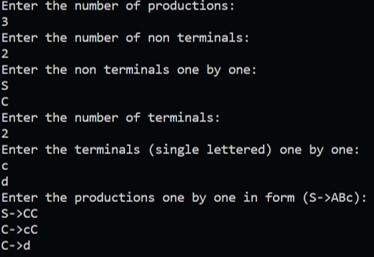 Enter the number of productions:
3
Enter the number of non terminals:
2
Enter the non terminals one by one:
S
C
Enter the number of terminals:
2
Enter the terminals (single lettered) one by one:
c
d
Enter the productions one by one in form (S->ABc):
S->CC
C->cC
C->d